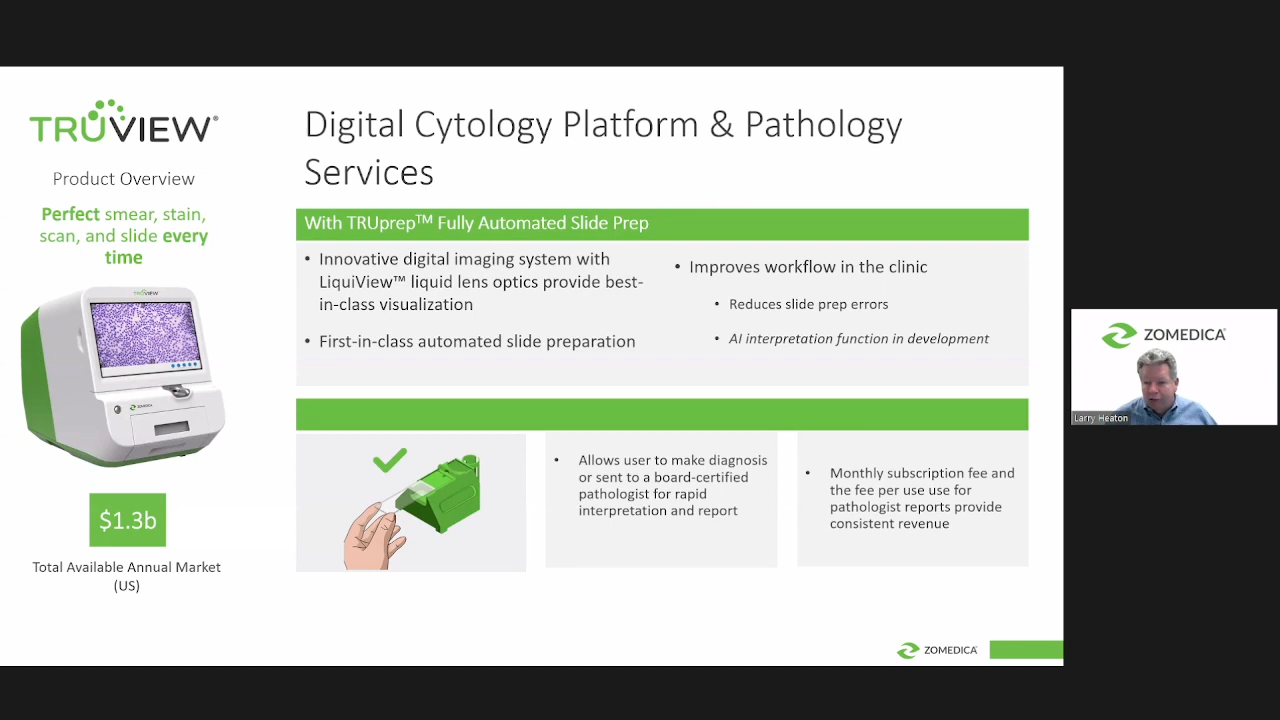 TRUVIEW®
Product Overview
Perfect smear, stain,
scan, and slide every
time
TRUVIEW
ZOMEDICA
$1.3b
Total Available Annual Market
(US)
Digital Cytology Platform & Pathology
Services
With TRUprep™ Fully Automated Slide Prep
• Innovative digital imaging system with
LiquiView™ liquid lens optics provide best-
in-class visualization
• First-in-class automated slide preparation
• Improves workflow in the clinic
• Reduces slide prep errors
• AI interpretation function in development
• Allows user to make diagnosis
or sent to a board-certified
pathologist for rapid
interpretation and report
• Monthly subscription fee and
the fee per use use for
pathologist reports provide
consistent revenue
ZOMEDICA
ZOMEDICA
Larry Heaton